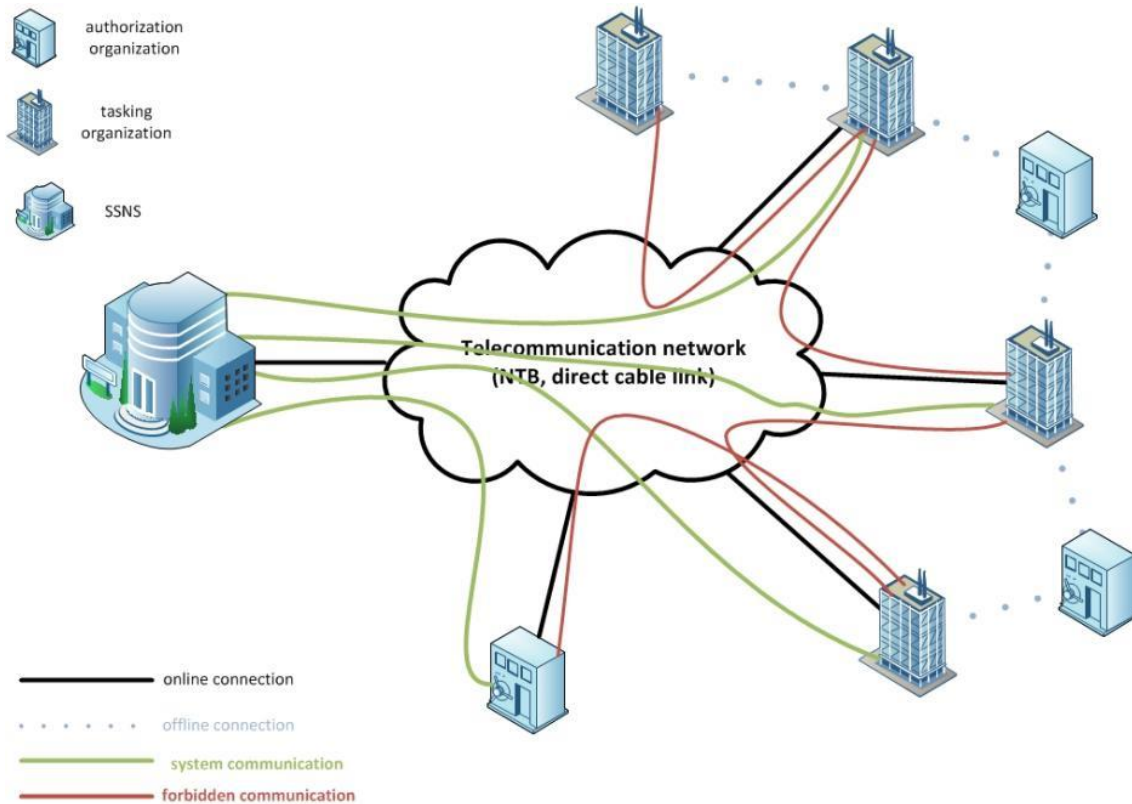 authorization
organization
tasking
organization
SSNS
Telecommunication network
(NTB, direct cable link)
online connection
offline connection
system communication
forbidden communication